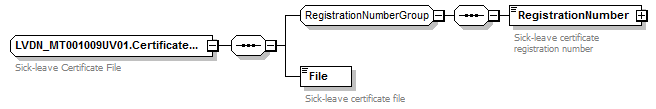 RegistrationNumberGroup
RegistrationNumber
LVDN_MT001009UV01.Certificate...
Sick-leave certificate
registration number
Sick-leave Certificate File
File
Sick-leave certificate file